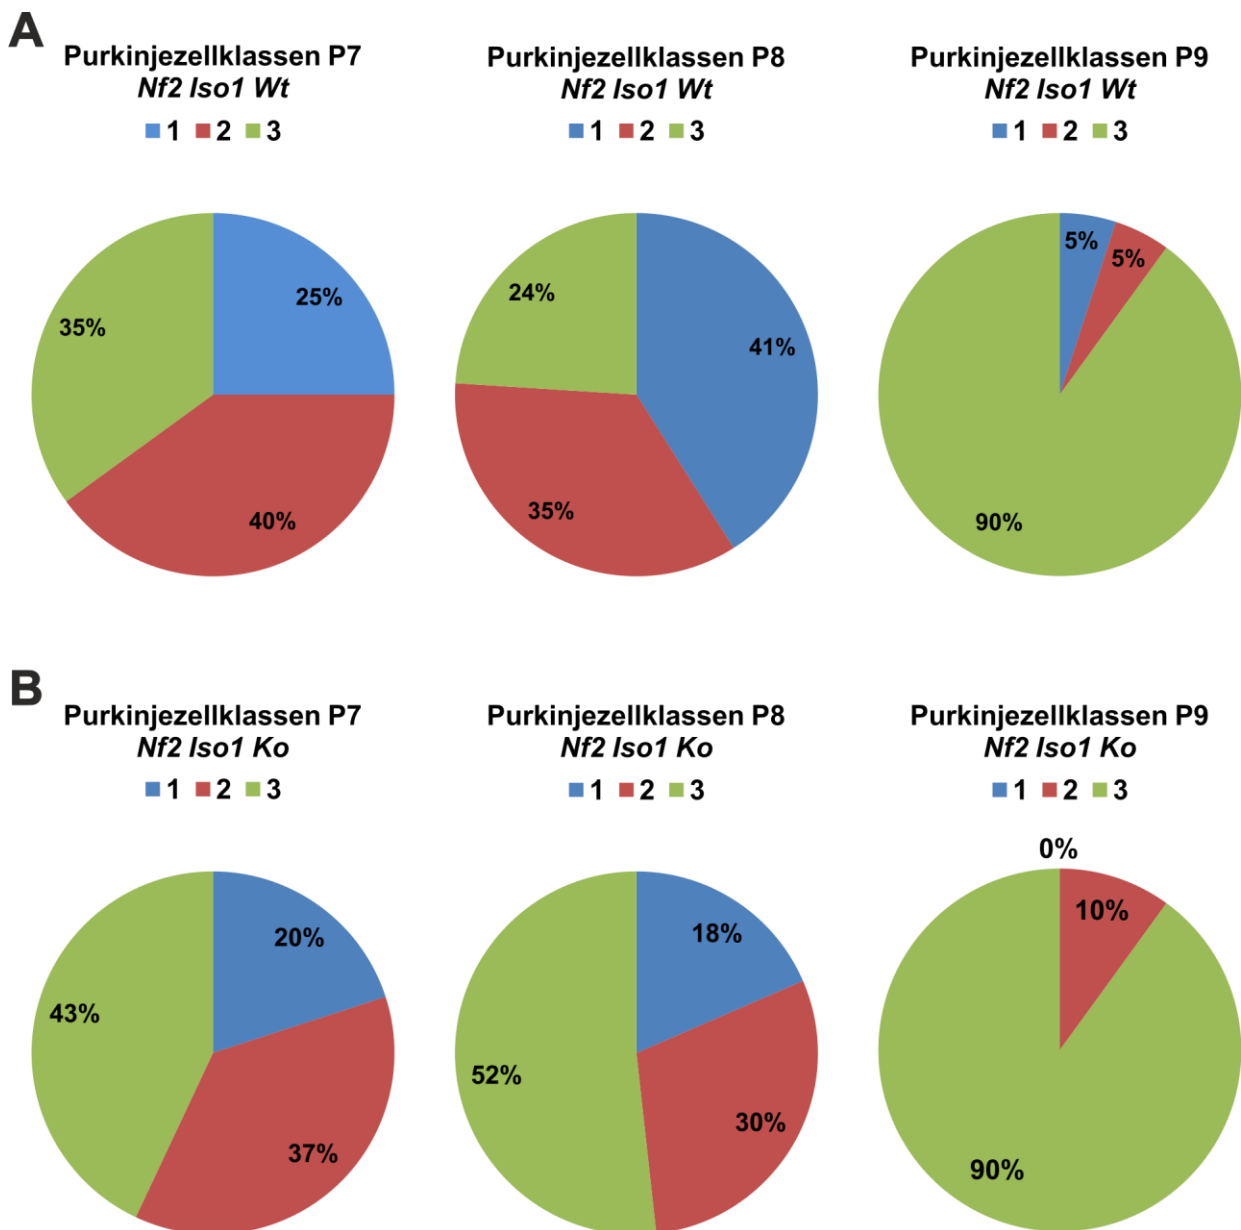 A
Purkinjezellklassen P7
Nf2 Iso1 Wt
1 2 3
25%
40%
35%
Purkinjezellklassen P8
Nf2 Iso1 Wt
1 2 3
41%
35%
24%
Purkinjezellklassen P9
Nf2 Iso1 Wt
1 2 3
5%
5%
90%
B
Purkinjezellklassen P7
Nf2 Iso1 Ko
1 2 3
20%
37%
43%
Purkinjezellklassen P8
Nf2 Iso1 Ko
1 2 3
18%
30%
52%
Purkinjezellklassen P9
Nf2 Iso1 Ko
1 2 3
0%
10%
90%